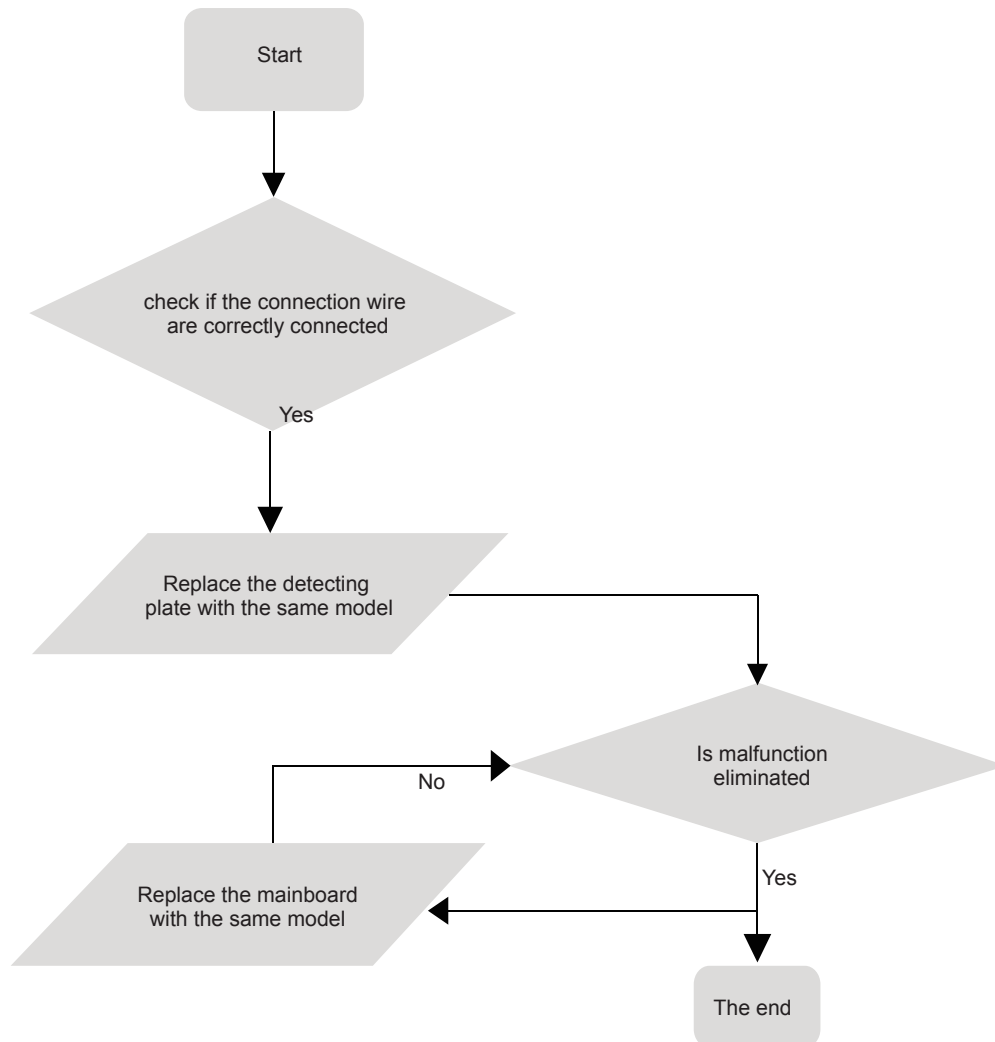 Start
check if the connection wire
are correctly connected
Yes
Replace the detecting
plate with the same model
Is malfunction
eliminated
No
Yes
Replace the mainboard
with the same model
The end